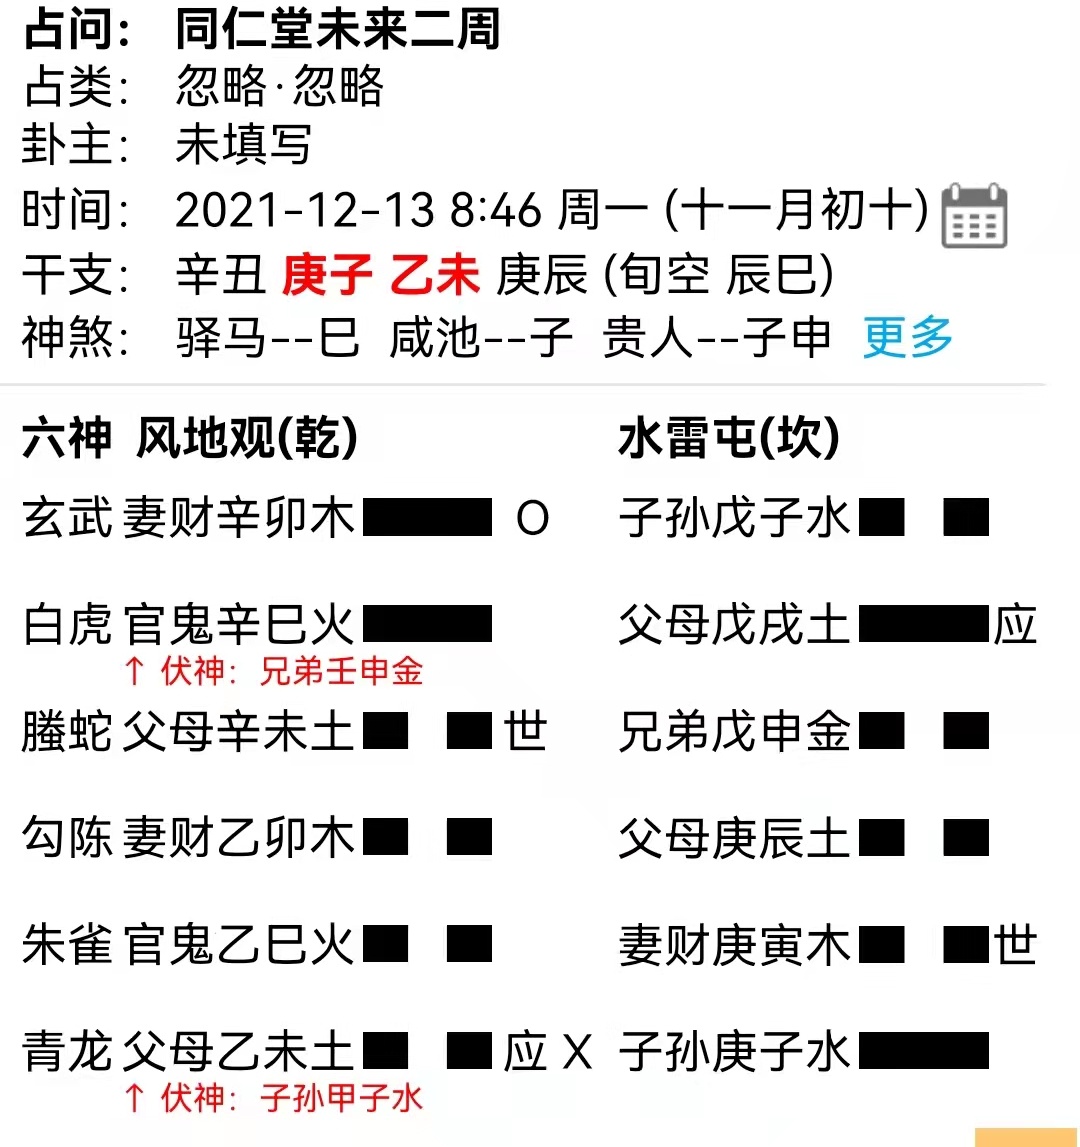 占问： 同仁堂未来二周
占类： 忽略·忽略
卦主： 未填写
时间： 2021-12-13 8:46 周一 (十一月初十)
干支： 辛丑 庚子 乙未 庚辰 (旬空 辰巳)
神煞： 驿马--巳 咸池--子 贵人--子申 更多
六神 风地观(乾) 水雷屯(坎)
玄武 妻财辛卯木 O 子孙戊子水
白虎 官鬼辛巳火 父母戊戌土 应
↑ 伏神：兄弟壬申金
螣蛇 父母辛未土 世 兄弟戊申金
勾陈 妻财乙卯木 父母庚辰土
朱雀 官鬼乙巳火 妻财庚寅木 世
青龙 父母乙未土 应 X 子孙庚子水
↑ 伏神：子孙甲子水